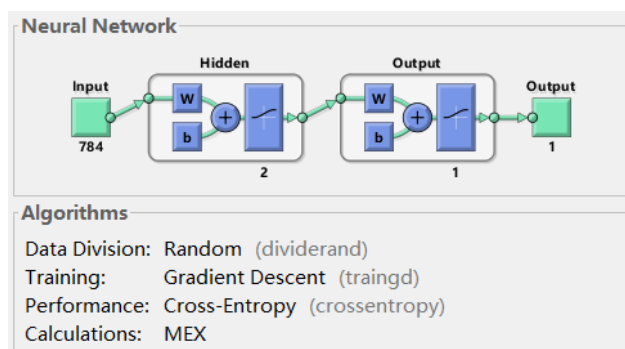 Neural Network
Hidden
Output
Input
W
b
W
b
Output
784
2
1
1
Algorithms
Data Division: Random (dividerand)
Training: Gradient Descent (traingd)
Performance: Cross-Entropy (crossentropy)
Calculations: MEX